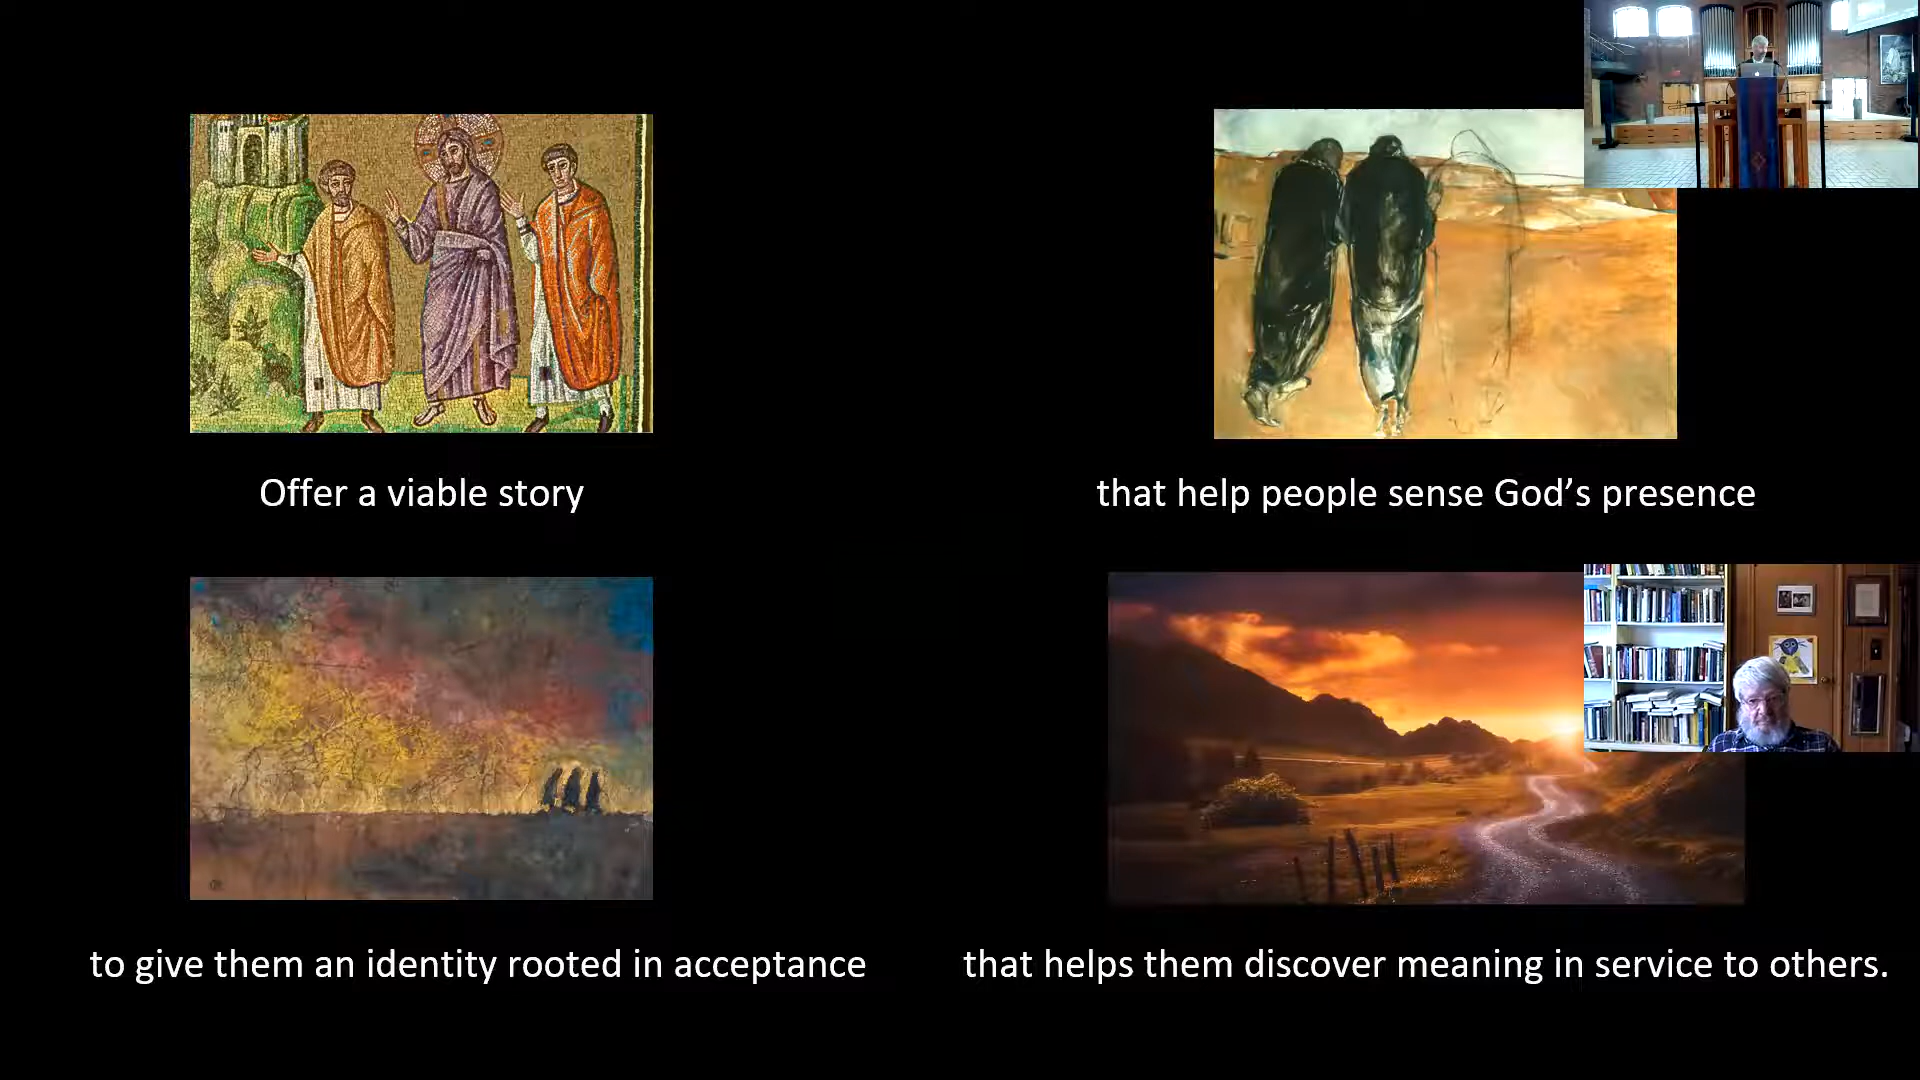 Offer a viable story
that help people sense God’s presence
to give them an identity rooted in acceptance
that helps them discover meaning in service to others.